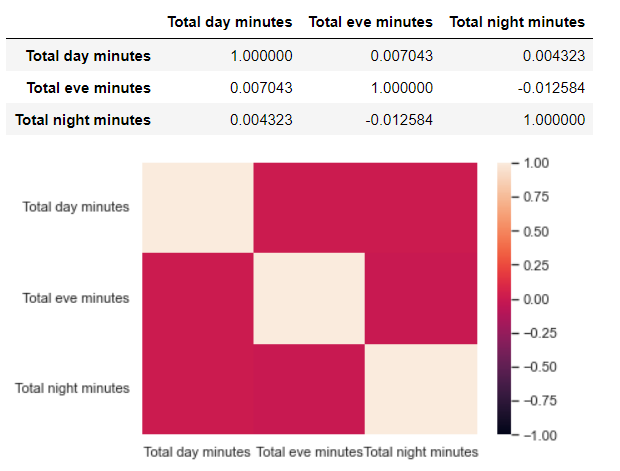 Total day minutes Total eve minutes Total night minutes
Total day minutes 1.000000 0.007043 0.004323
Total eve minutes 0.007043 1.000000 -0.012584
Total night minutes 0.004323 -0.012584 1.000000
Total day minutes
Total eve minutes
Total night minutes
Total day minutes Total eve minutes Total night minutes
1.00
0.75
0.50
0.25
0.00
−0.25
−0.50
−0.75
−1.00